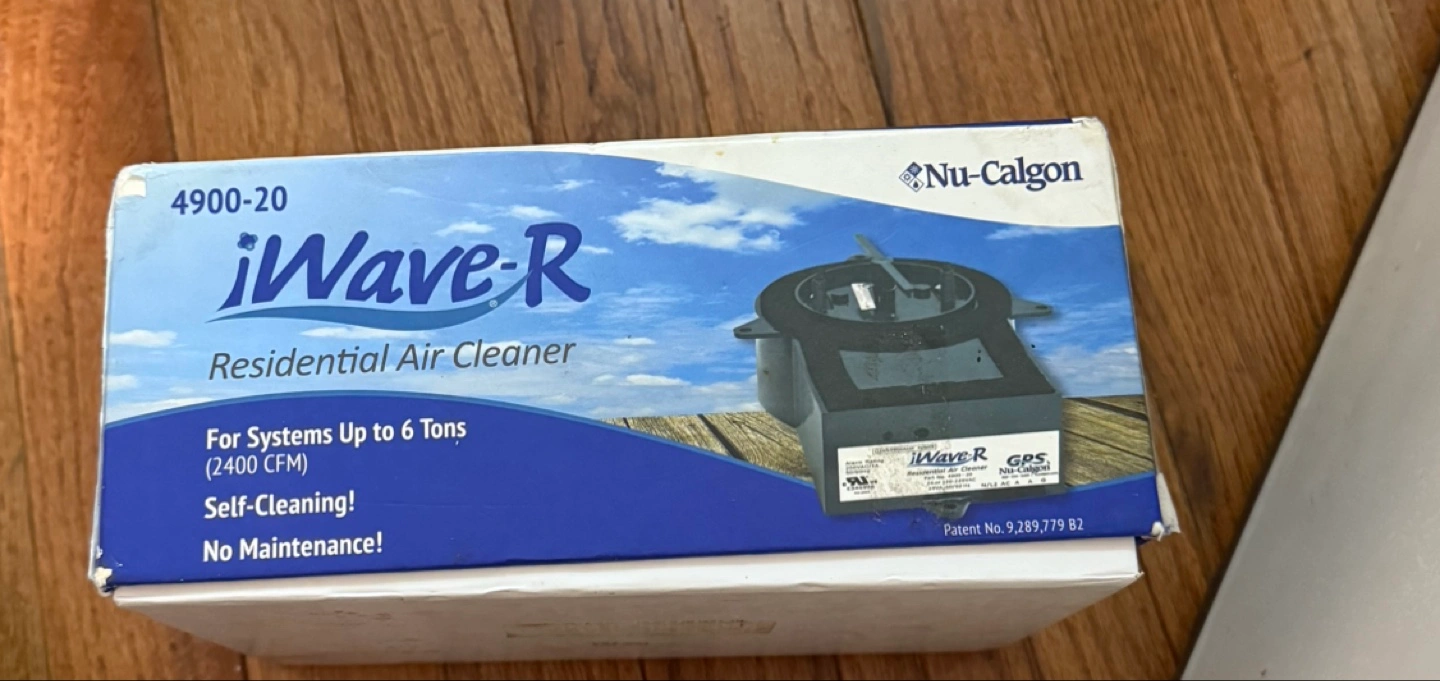 4900-20
Nu-Calgon
iWave-R
®
Residential Air Cleaner
For Systems Up to 6 Tons
(2400 CFM)
Self-Cleaning!
No Maintenance!
iWave-R
Residential Air Cleaner
GPS
Nu-Calgon
Patent No. 9,289,779 B2